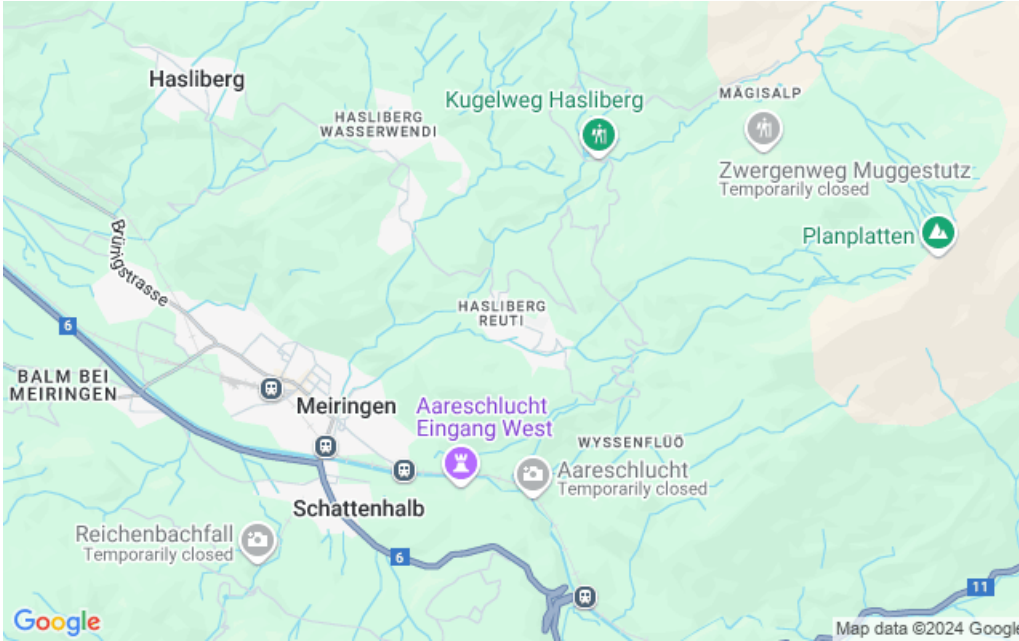 Hasliberg
HASLIBERG
WASSERWENDI
Kugelweg Hasliberg
MÄGISALP
Zwergenweg Muggestutz
Temporarily closed
Planplatten
Brünigstrasse
6
HASLIBERG
REUTI
BALM BEI
MEIRINGEN
Meiringen
Aareschlucht
Eingang West
WYSSENFLÜÖ
Aareschlucht
Temporarily closed
Schattenhalb
Reichenbachfall
Temporarily closed
6
11
Google
Map data ©2024 Google